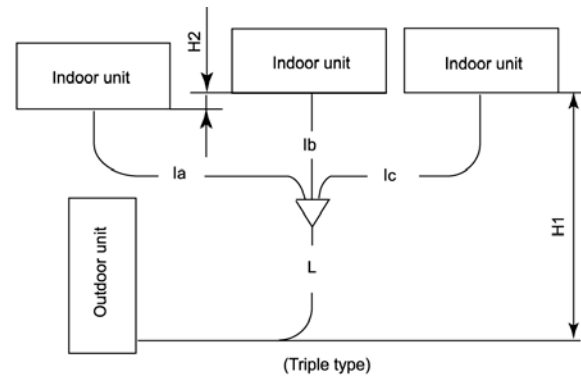 H2
Indoor unit
Indoor unit
Indoor unit
Ia
Ib
Ic
H1
Outdoor unit
L
(Triple type)